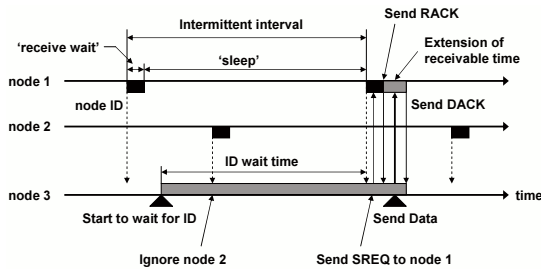 Send RACK
Intermittent interval
Extension of
receivable time
‘receive wait’
‘sleep’
node 1
node ID
Send DACK
node 2
ID wait time
node 3
time
Start to wait for ID
Send Data
Ignore node 2
Send SREQ to node 1